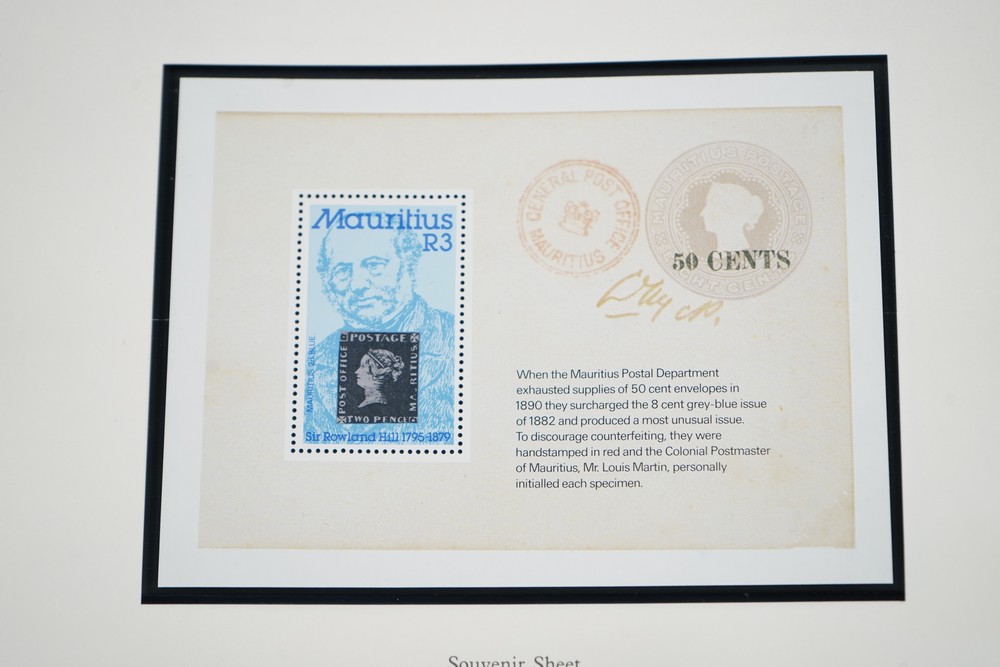 Mauritius
R3
MAURITIUS 2d BLUE
POSTAGE
POST OFFICE
MAURITIUS
TWO PENCE
Sir Rowland Hill 1795-1879
GENERAL POST OFFICE
MAURITIUS
MAURITIUS POSTAGE
EIGHT CENTS
50 CENTS
When the Mauritius Postal Department
exhausted supplies of 50 cent envelopes in
1890 they surcharged the 8 cent grey-blue issue
of 1882 and produced a most unusual issue.
To discourage counterfeiting, they were
handstamped in red and the Colonial Postmaster
of Mauritius, Mr. Louis Martin, personally
initialled each specimen.
Souvenir Sheet